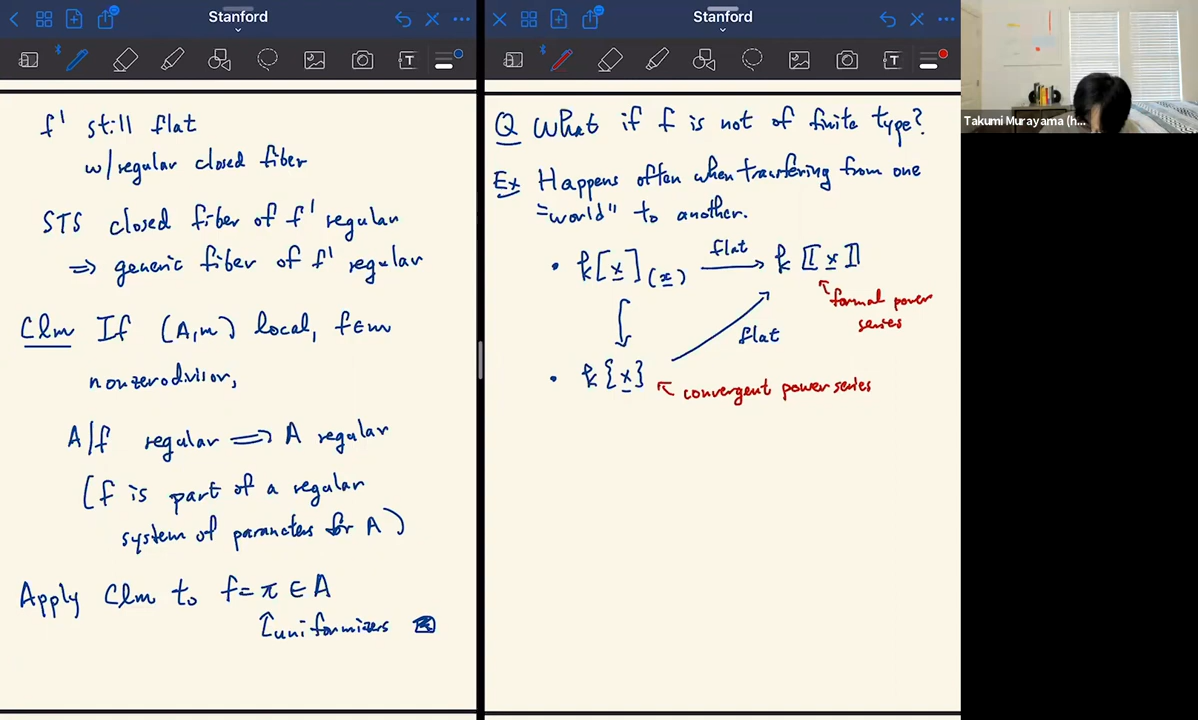 Stanford
f' still flat
w/regular closed fiber
STS closed fiber of f' regular
⇒ generic fiber of f' regular
Clm If (A,m) local, f∈m
nonzerodivisor,
A/f regular ⇒ A regular
(f is part of a regular
system of parameters for A)
Apply Clm to f=π∈A
↑uniformizers
Stanford
Q What if f is not of finite type?
Ex Happens often when transferring from one
"world" to another.
• k[x]_(x) flat → k[[x]]
↑formal power
series
flat
• k{x} ↖ convergent power series
Takumi Murayama (h...